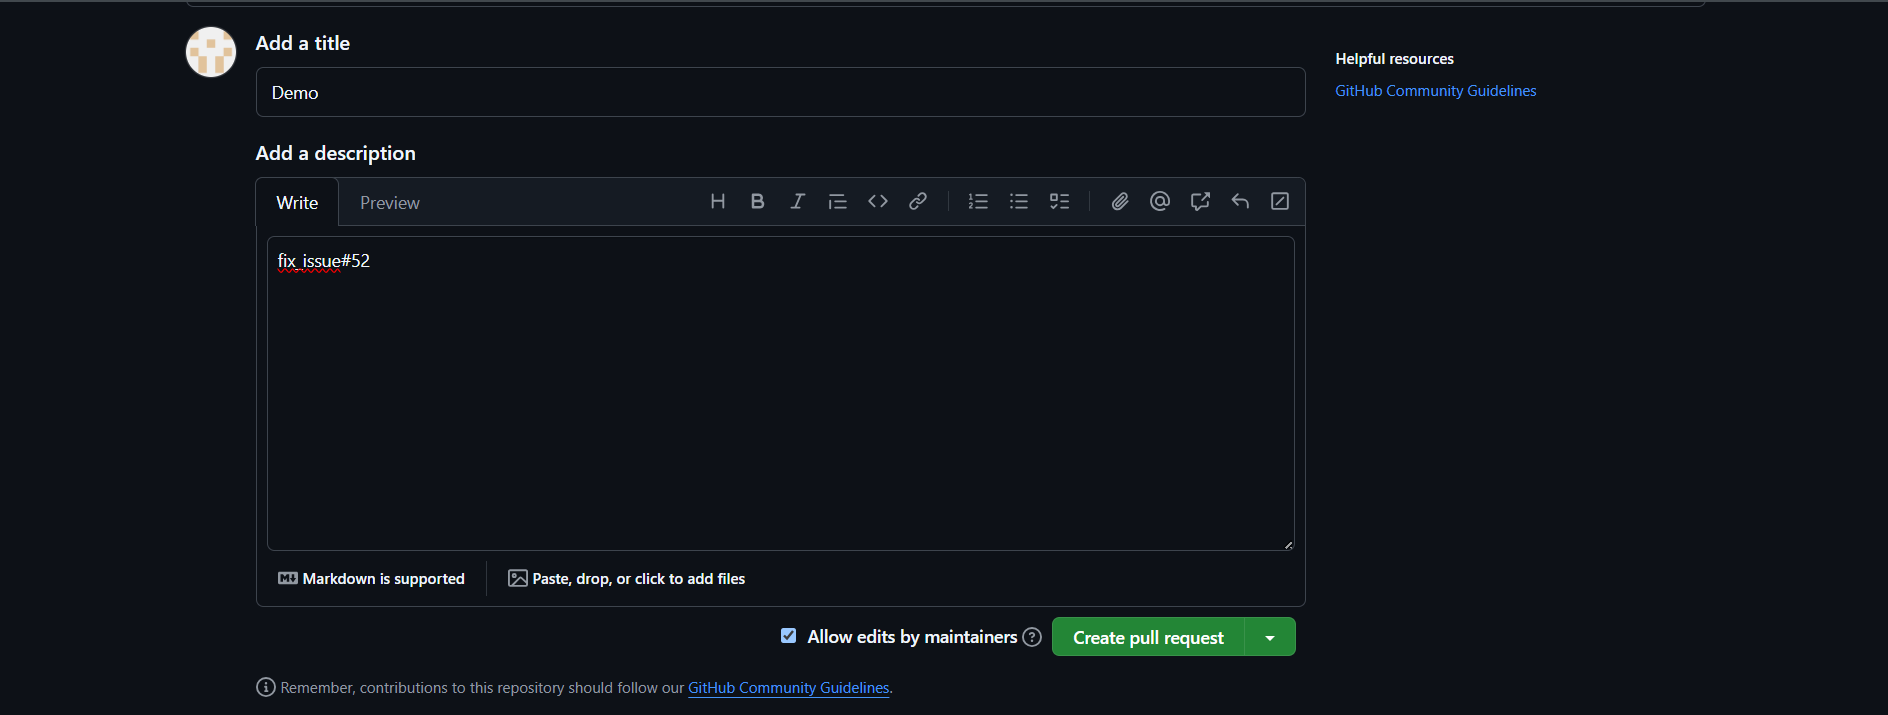 Add a title
Helpful resources
Demo
GitHub Community Guidelines
Add a description
Write
Preview
fix_issue#52
Markdown is supported
Paste, drop, or click to add files
Allow edits by maintainers
Create pull request
Remember, contributions to this repository should follow our GitHub Community Guidelines.